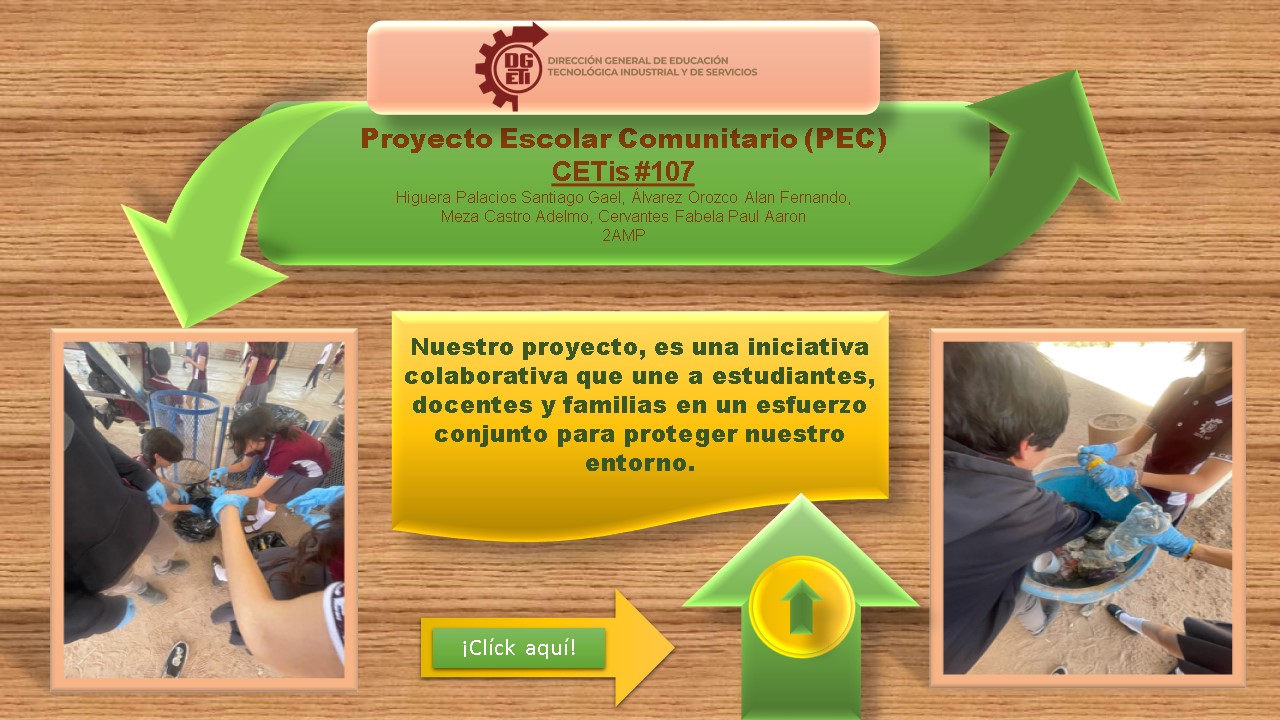 DG
ETI
DIRECCIÓN GENERAL DE EDUCACIÓN
TECNOLÓGICA INDUSTRIAL Y DE SERVICIOS
Proyecto Escolar Comunitario (PEC)
CETis #107
Higuera Palacios Santiago Gael, Álvarez Orozco Alan Fernando,
Meza Castro Adelmo, Cervantes Fabela Paul Aaron
2AMP
Nuestro proyecto, es una iniciativa
colaborativa que une a estudiantes,
docentes y familias en un esfuerzo
conjunto para proteger nuestro
entorno.
¡Clíck aquí!